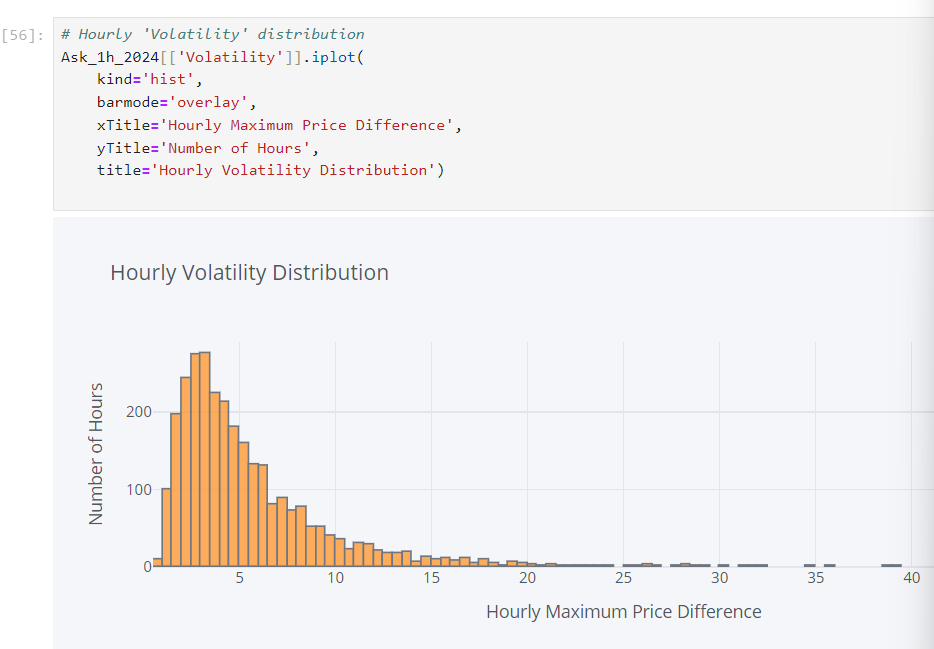 [56]:
# Hourly 'Volatility' distribution
Ask_1h_2024[['Volatility']].iplot(
    kind='hist',
    barmode='overlay',
    xTitle='Hourly Maximum Price Difference',
    yTitle='Number of Hours',
    title='Hourly Volatility Distribution')
Hourly Volatility Distribution
Number of Hours
200
100
0
5 10 15 20 25 30 35 40
Hourly Maximum Price Difference